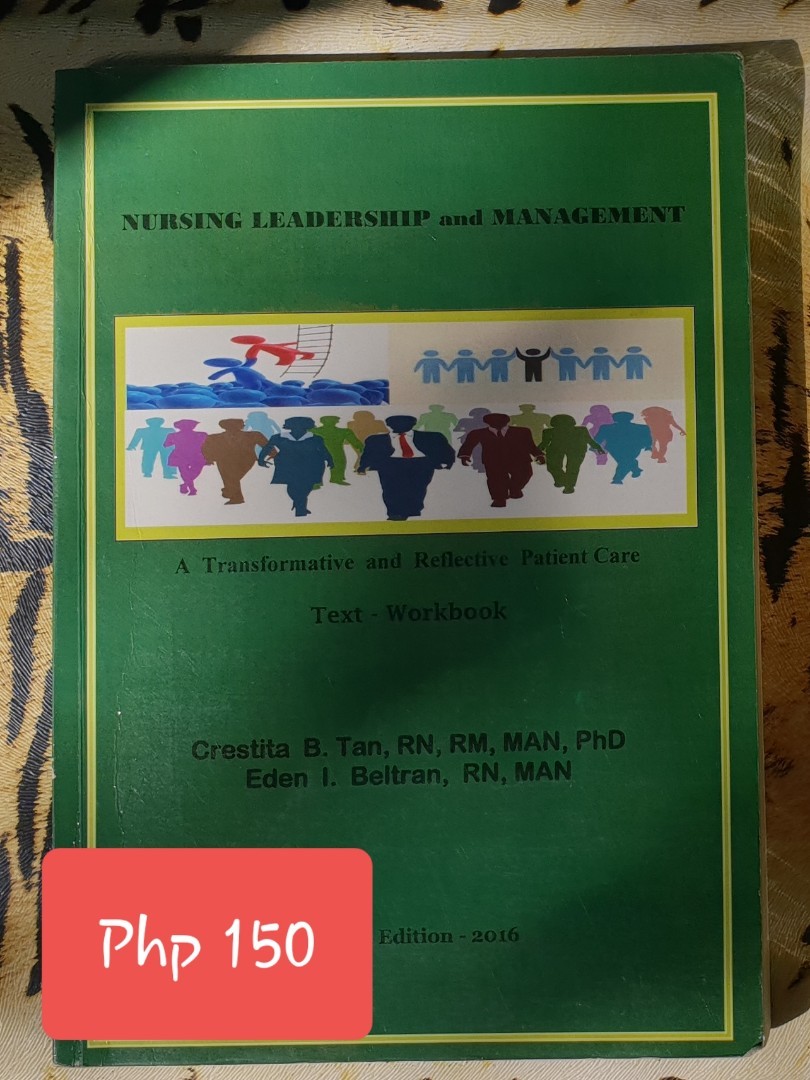 NURSING LEADERSHIP and MANAGEMENT
A Transformative and Reflective Patient Care
Text - Workbook
Crestita B. Tan, RN, RM, MAN, PhD
Eden I. Beltran, RN, MAN
Edition - 2016
Php 150